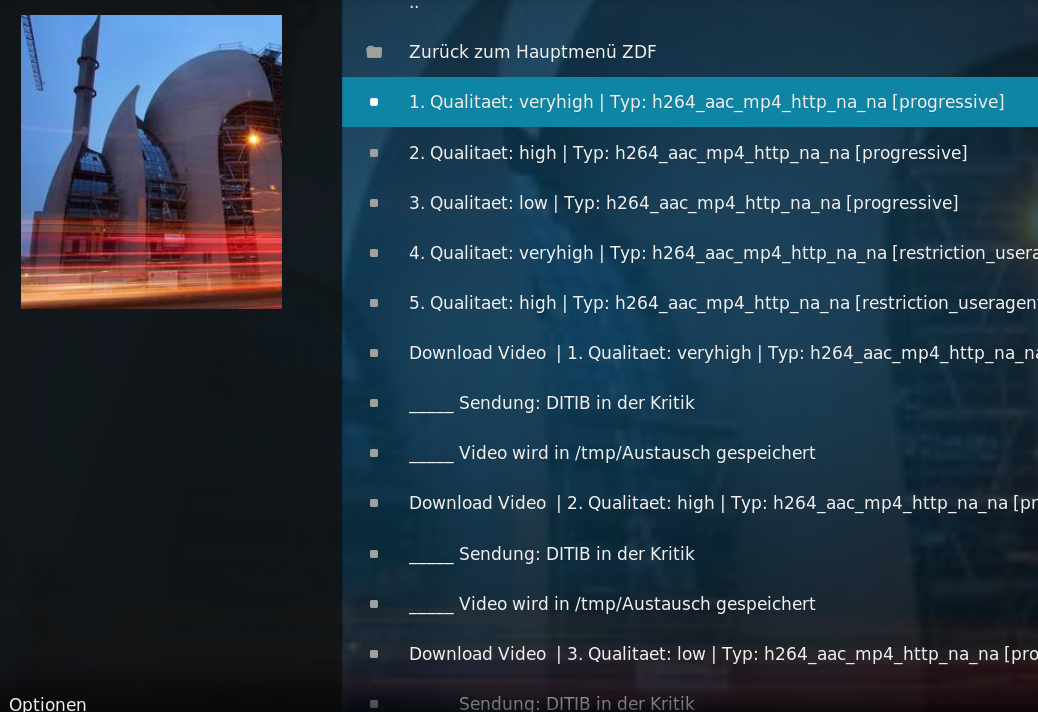 ..
Zurück zum Hauptmenü ZDF
1. Qualitaet: veryhigh | Typ: h264_aac_mp4_http_na_na [progressive]
2. Qualitaet: high | Typ: h264_aac_mp4_http_na_na [progressive]
3. Qualitaet: low | Typ: h264_aac_mp4_http_na_na [progressive]
4. Qualitaet: veryhigh | Typ: h264_aac_mp4_http_na_na [restriction_usera
5. Qualitaet: high | Typ: h264_aac_mp4_http_na_na [restriction_useragen
Download Video | 1. Qualitaet: veryhigh | Typ: h264_aac_mp4_http_na_na
_____ Sendung: DITIB in der Kritik
_____ Video wird in /tmp/Austausch gespeichert
Download Video | 2. Qualitaet: high | Typ: h264_aac_mp4_http_na_na [pr
_____ Sendung: DITIB in der Kritik
_____ Video wird in /tmp/Austausch gespeichert
Download Video | 3. Qualitaet: low | Typ: h264_aac_mp4_http_na_na [pro
Sendung: DITIB in der Kritik
Optionen